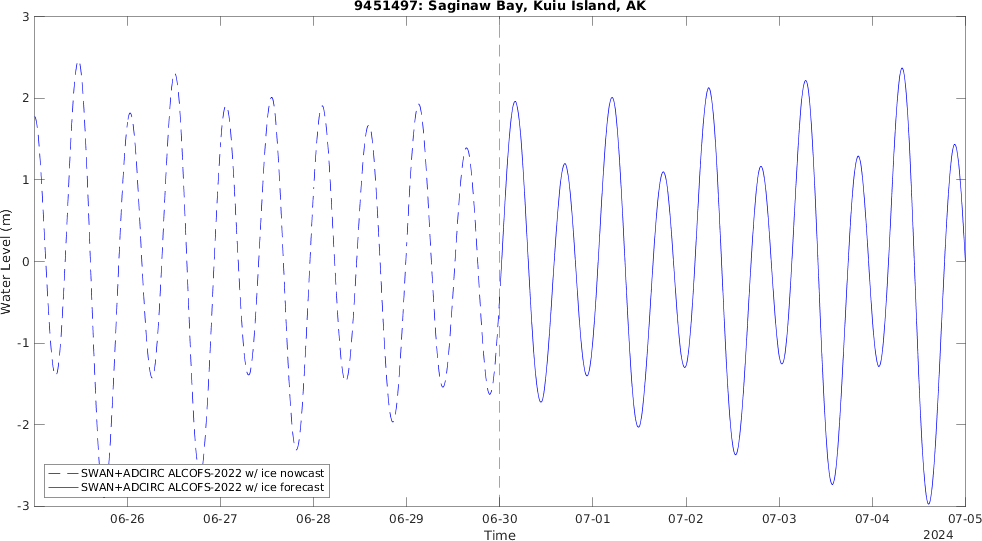 9451497: Saginaw Bay, Kuiu Island, AK
Water Level (m)
3
2
1
0
-1
-2
-3
SWAN+ADCIRC ALCOFS-2022 w/ ice nowcast
SWAN+ADCIRC ALCOFS-2022 w/ ice forecast
06-26 06-27 06-28 06-29 06-30 07-01 07-02 07-03 07-04 07-05
Time
2024